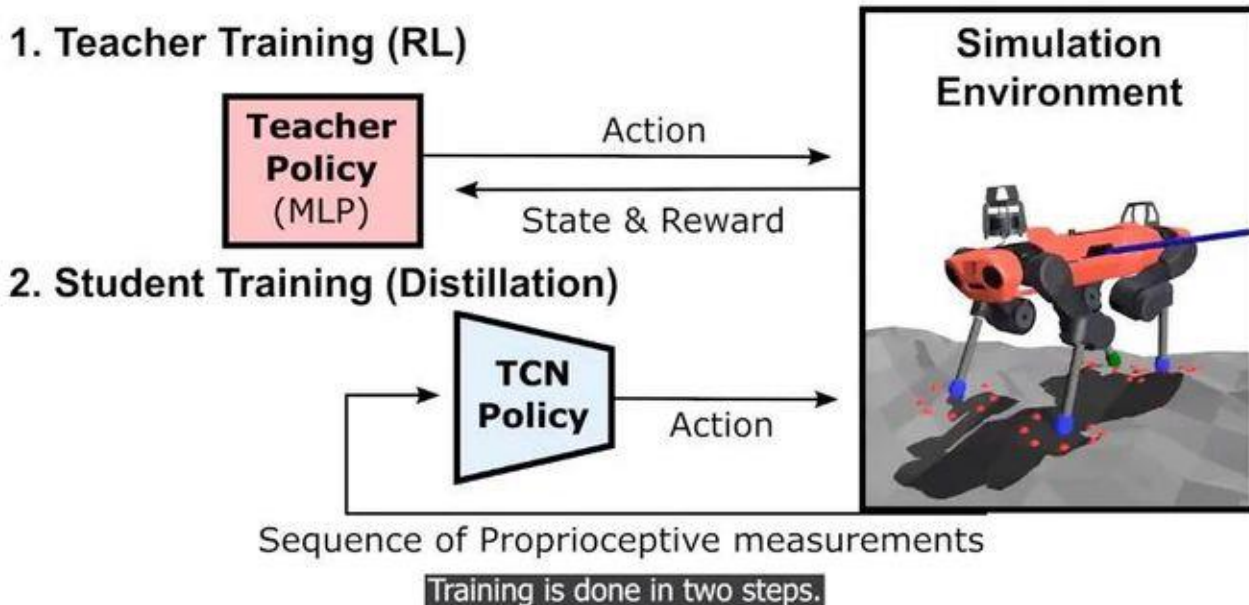 1. Teacher Training (RL)
Simulation
Environment
Teacher
Policy
(MLP)
Action
State & Reward
2. Student Training (Distillation)
TCN
Policy
Action
Sequence of Proprioceptive measurements
Training is done in two steps.